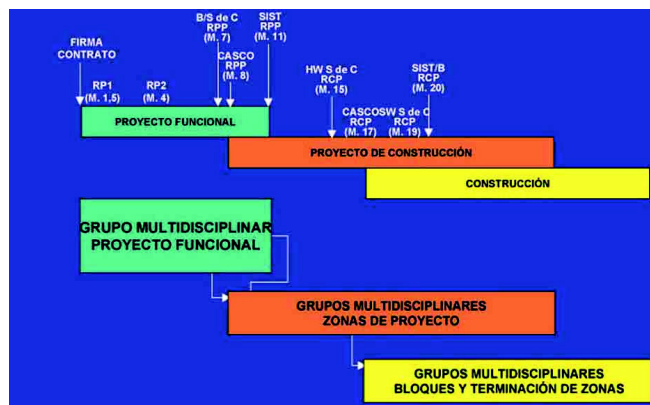 FIRMA
CONTRATO
RP1
(M. 1,5)
RP2
(M. 4)
B/S de C
RPP
(M. 7)
CASCO
RPP
(M. 8)
SIST
RPP
(M. 11)
HW S de C
RCP
(M. 15)
CASCO
RCP
(M. 17)
SW S de C
RCP
(M. 19)
SIST/B
RCP
(M. 20)
PROYECTO FUNCIONAL
PROYECTO DE CONSTRUCCIÓN
CONSTRUCCIÓN
GRUPO MULTIDISCIPLINAR
PROYECTO FUNCIONAL
GRUPOS MULTIDISCIPLINARES
ZONAS DE PROYECTO
GRUPOS MULTIDISCIPLINARES
BLOQUES Y TERMINACIÓN DE ZONAS